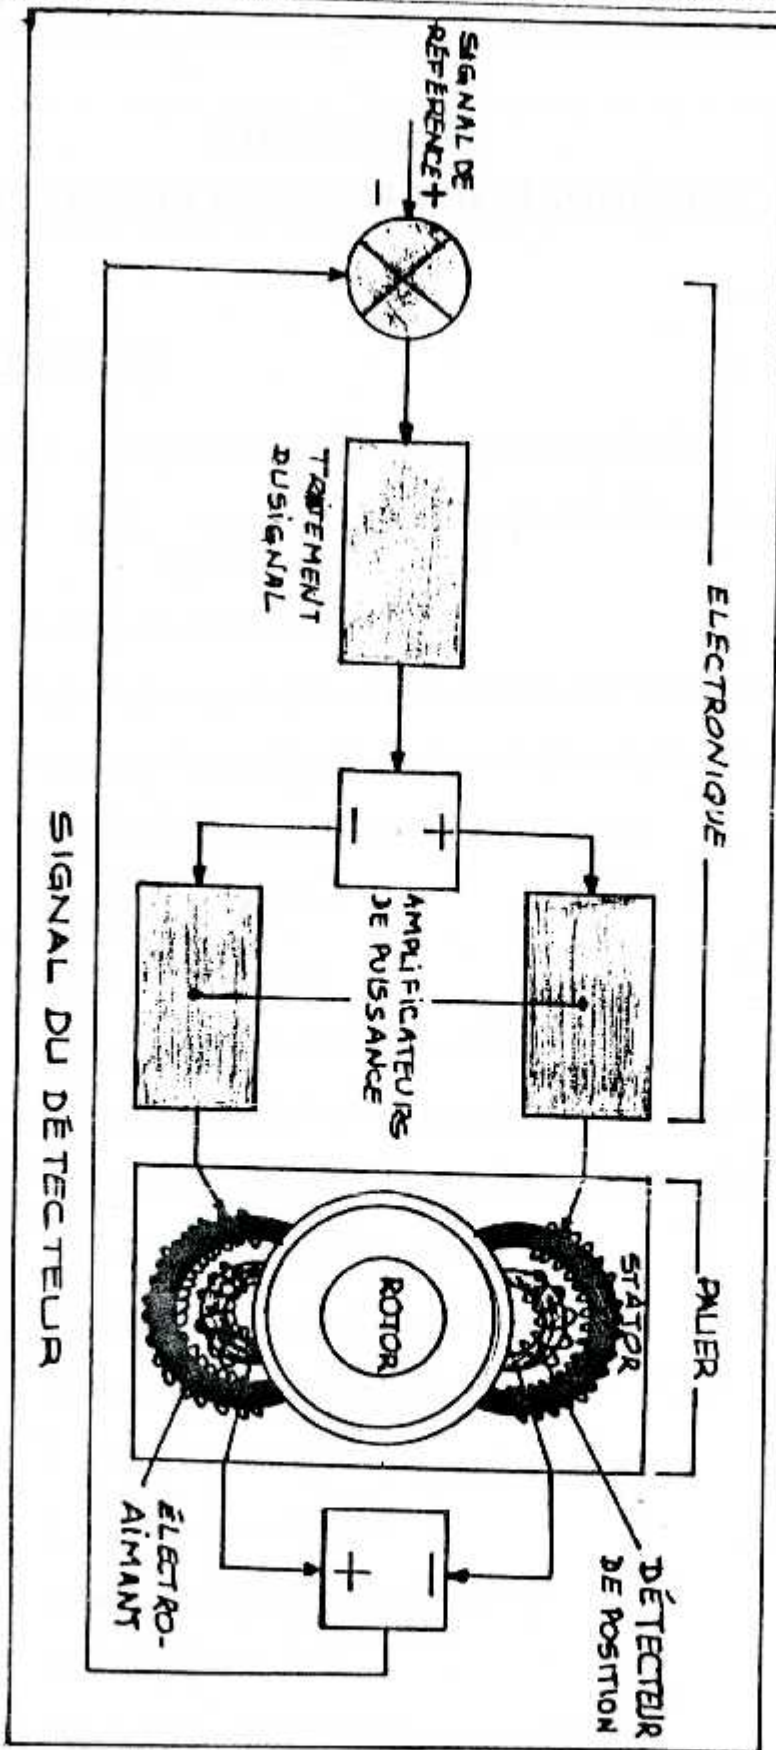 ELECTRONIQUE
PALIER
SIGNAL DE
RÉFÉRENCE +
-
TRAITEMENT
DU SIGNAL
+
-
AMPLIFICATEURS
DE PUISSANCE
STATOR
ROTOR
DÉTECTEUR
DE POSITION
-
+
ÉLECTRO-
AIMANT
SIGNAL DU DÉTECTEUR